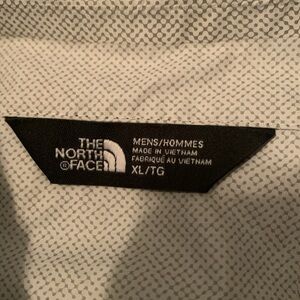 THE
NORTH
®FACE
MENS/HOMMES
MADE IN VIETNAM
FABRIQUÉ AU VIETNAM
XL/TG